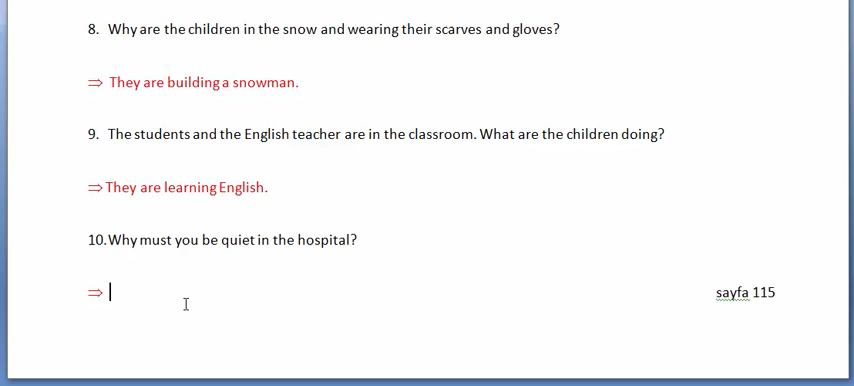 8. Why are the children in the snow and wearing their scarves and gloves?
⇒ They are building a snowman.
9. The students and the English teacher are in the classroom. What are the children doing?
⇒ They are learning English.
10. Why must you be quiet in the hospital?
⇒ sayfa 115